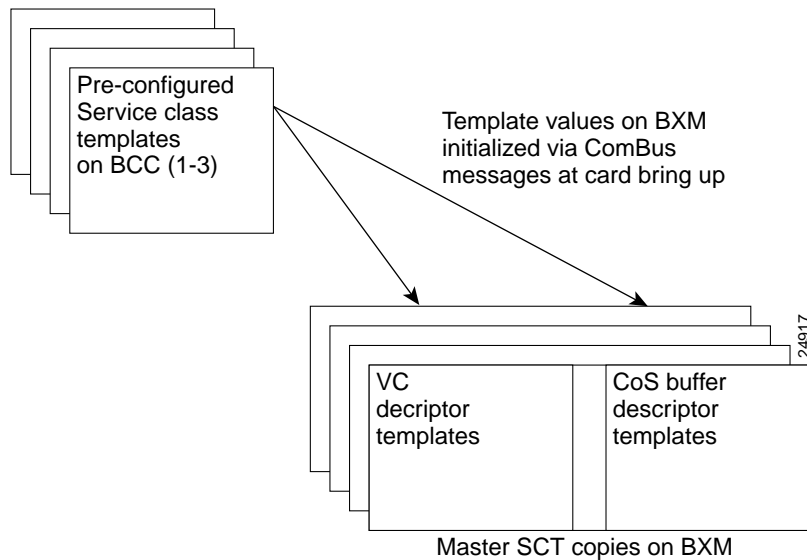 Pre-configured
Service class
templates
on BCC (1-3)
Template values on BXM
initialized via ComBus
messages at card bring up
24917
VC
decriptor
templates
CoS buffer
descriptor
templates
Master SCT copies on BXM